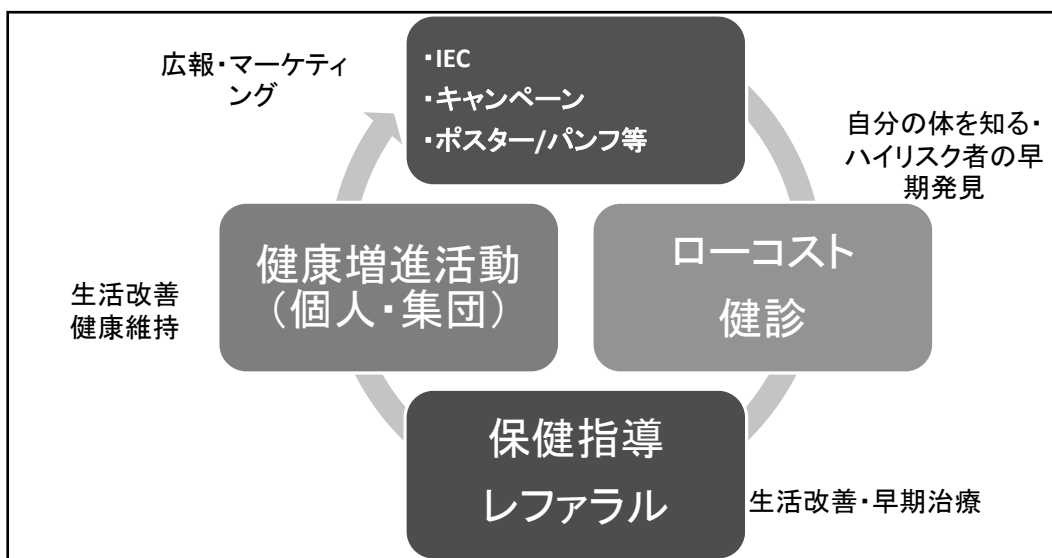 広報・マーケティ
ング
・IEC
・キャンペーン
・ポスター/パンフ等
自分の体を知る・
ハイリスク者の早
期発見
ローコスト
健診
保健指導
レファラル
生活改善・早期治療
健康増進活動
（個人・集団）
生活改善
健康維持